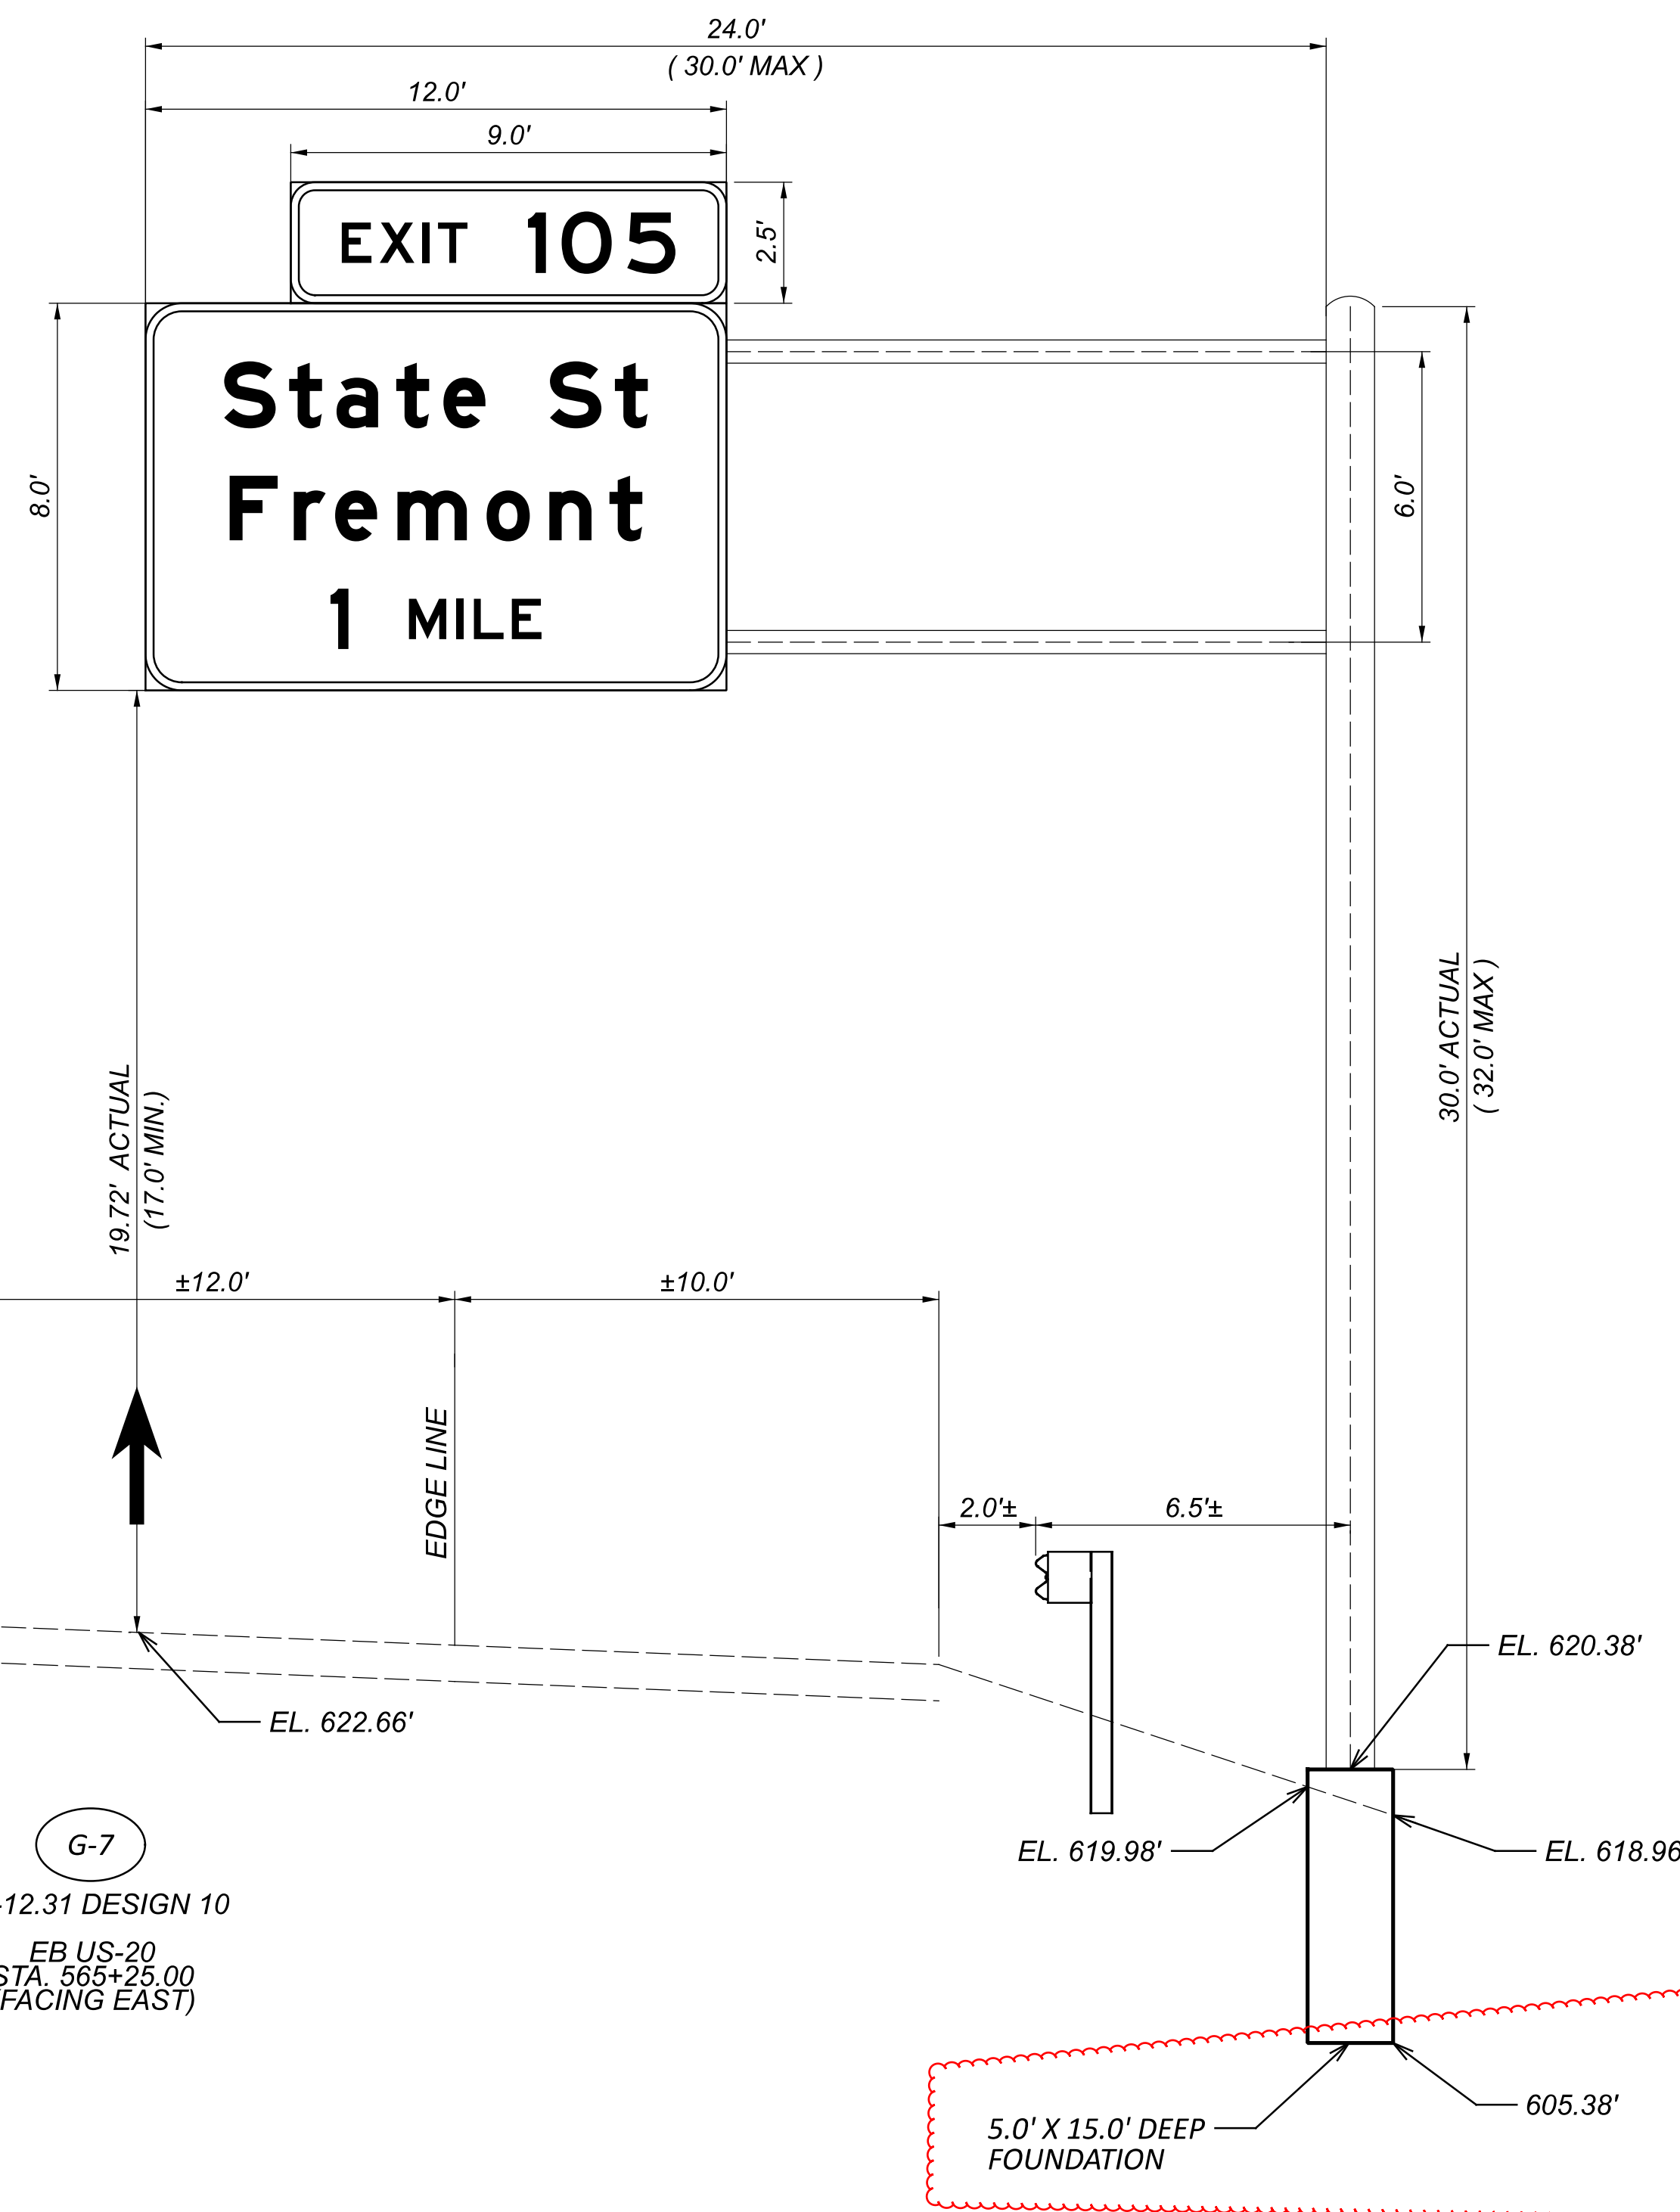 24.0'
( 30.0' MAX )
12.0'
9.0'
EXIT 105
2.5'
State St
Fremont
1 MILE
8.0'
6.0'
19.72' ACTUAL
(17.0' MIN.)
30.0' ACTUAL
( 32.0' MAX )
±12.0'
±10.0'
EDGE LINE
2.0'±
6.5'±
EL. 620.38'
EL. 622.66'
EL. 619.98'
EL. 618.96
G-7
-12.31 DESIGN 10
EB US-20
STA. 565+25.00
FACING EAST)
605.38'
5.0' X 15.0' DEEP
FOUNDATION